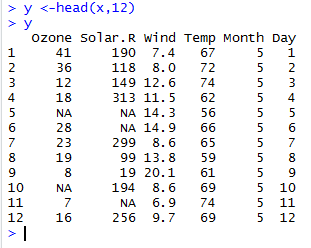 > y <-head(x,12)
> y
   Ozone Solar.R Wind Temp Month Day
1     41     190  7.4   67     5   1
2     36     118  8.0   72     5   2
3     12     149 12.6   74     5   3
4     18     313 11.5   62     5   4
5     NA      NA 14.3   56     5   5
6     28      NA 14.9   66     5   6
7     23     299  8.6   65     5   7
8     19      99 13.8   59     5   8
9      8      19 20.1   61     5   9
10    NA     194  8.6   69     5  10
11     7      NA  6.9   74     5  11
12    16     256  9.7   69     5  12
>